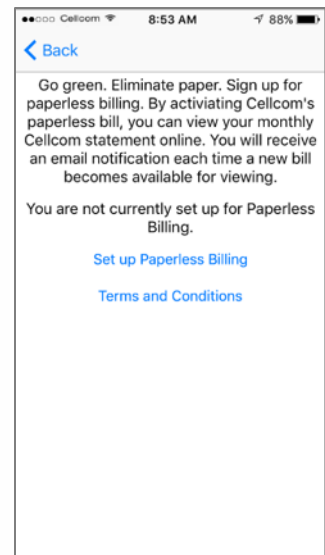 Cellcom 8:53 AM 88%
Back
Go green. Eliminate paper. Sign up for
paperless billing. By activiating Cellcom's
paperless bill, you can view your monthly
Cellcom statement online. You will receive
an email notification each time a new bill
becomes available for viewing.
You are not currently set up for Paperless
Billing.
Set up Paperless Billing
Terms and Conditions